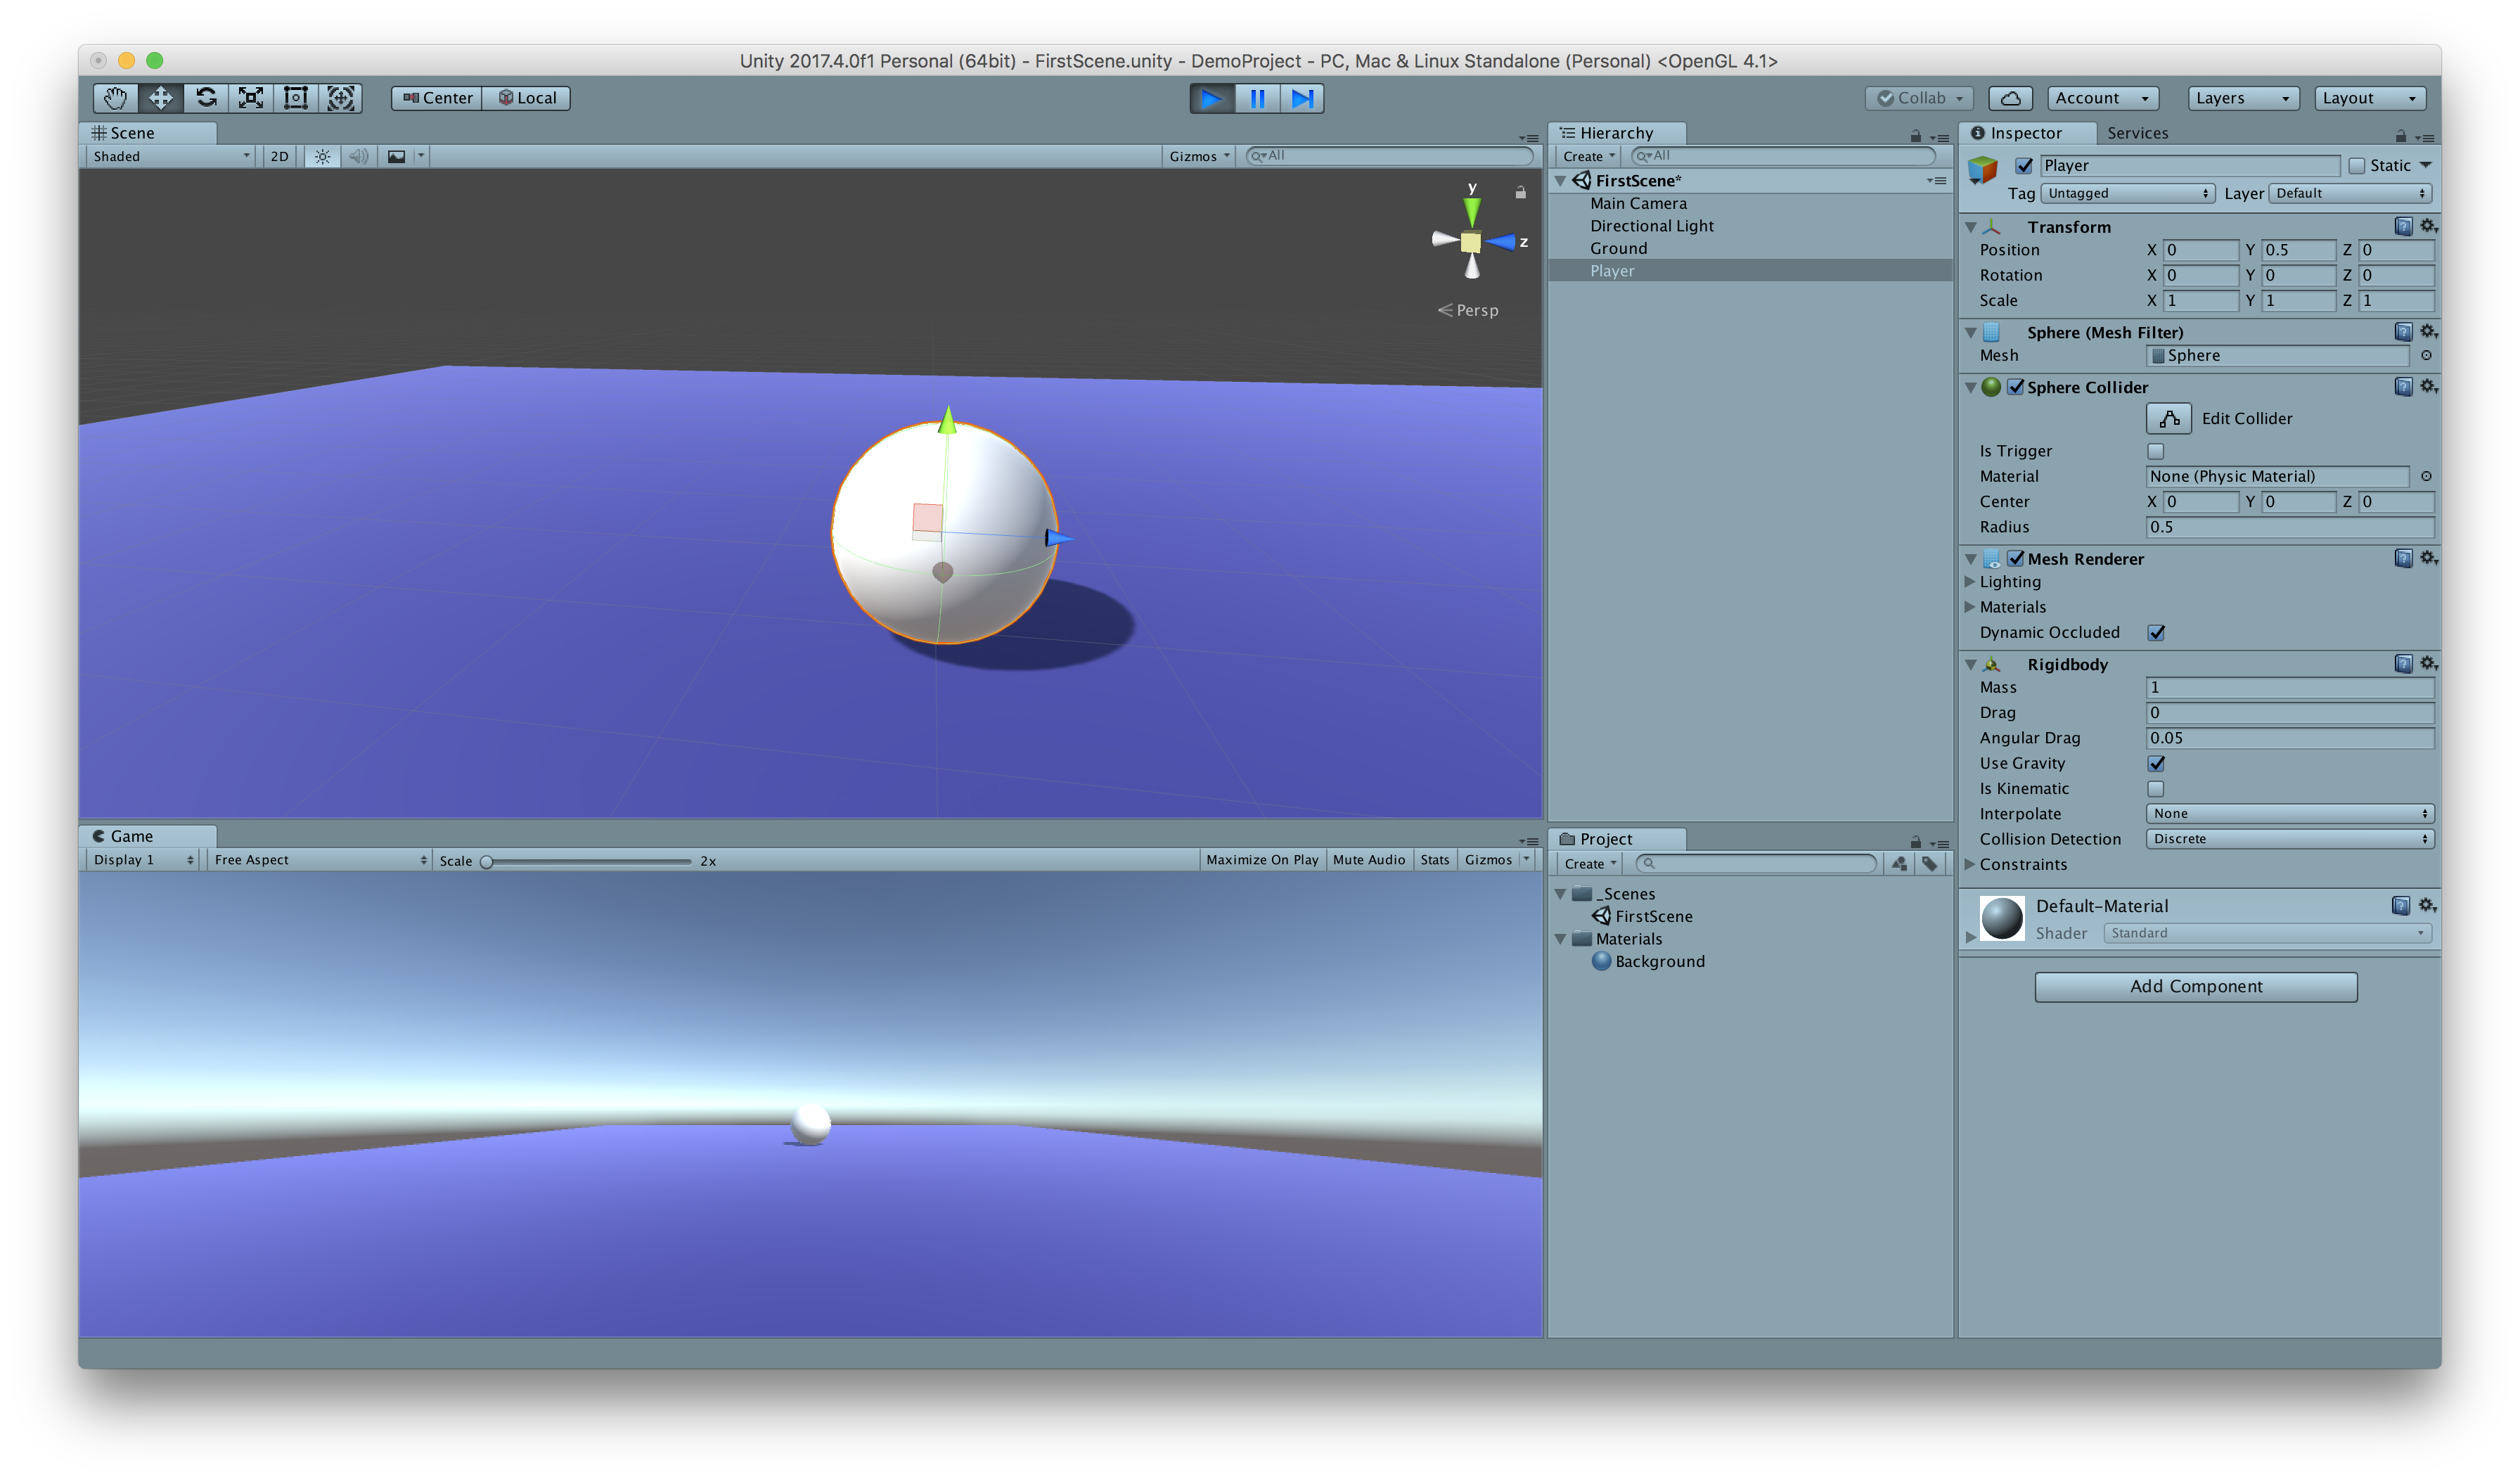 Unity 2017.4.0f1 Personal (64bit) - FirstScene.unity - DemoProject - PC, Mac & Linux Standalone (Personal) <OpenGL 4.1>
Center Local Collab Account Layers Layout
Scene
Shaded 2D Gizmos All
y
z
Persp
Game
Display 1 Free Aspect Scale 2x Maximize On Play Mute Audio Stats Gizmos
Hierarchy
Create All
FirstScene*
Main Camera
Directional Light
Ground
Player
Project
Create
_Scenes
FirstScene
Materials
Background
Inspector Services
Player Static
Tag Untagged Layer Default
Transform
Position X 0 Y 0.5 Z 0
Rotation X 0 Y 0 Z 0
Scale X 1 Y 1 Z 1
Sphere (Mesh Filter)
Mesh Sphere
Sphere Collider
Edit Collider
Is Trigger
Material None (Physic Material)
Center X 0 Y 0 Z 0
Radius 0.5
Mesh Renderer
Lighting
Materials
Dynamic Occluded
Rigidbody
Mass 1
Drag 0
Angular Drag 0.05
Use Gravity
Is Kinematic
Interpolate None
Collision Detection Discrete
Constraints
Default-Material
Shader Standard
Add Component